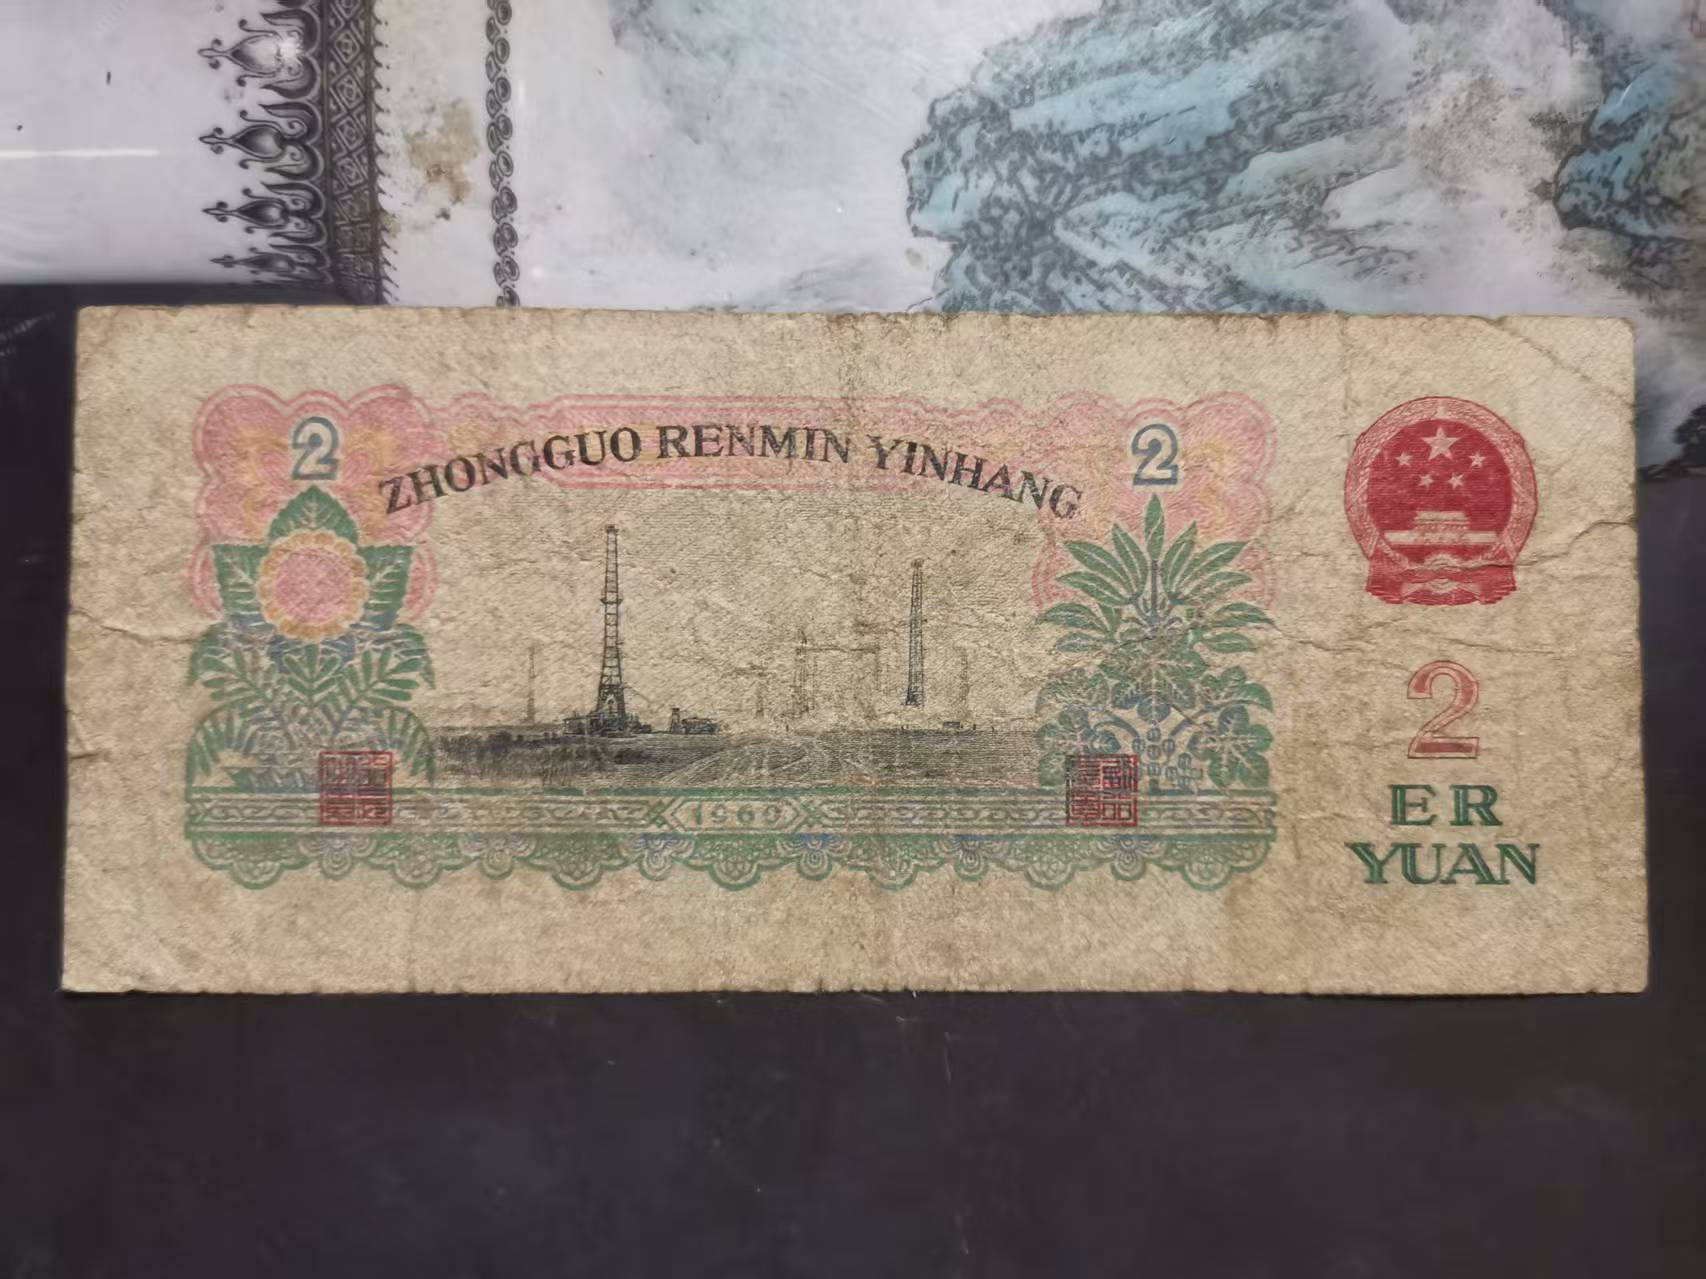 2
2
ZHONGGUO RENMIN YINHANG
2
ER
YUAN
1960